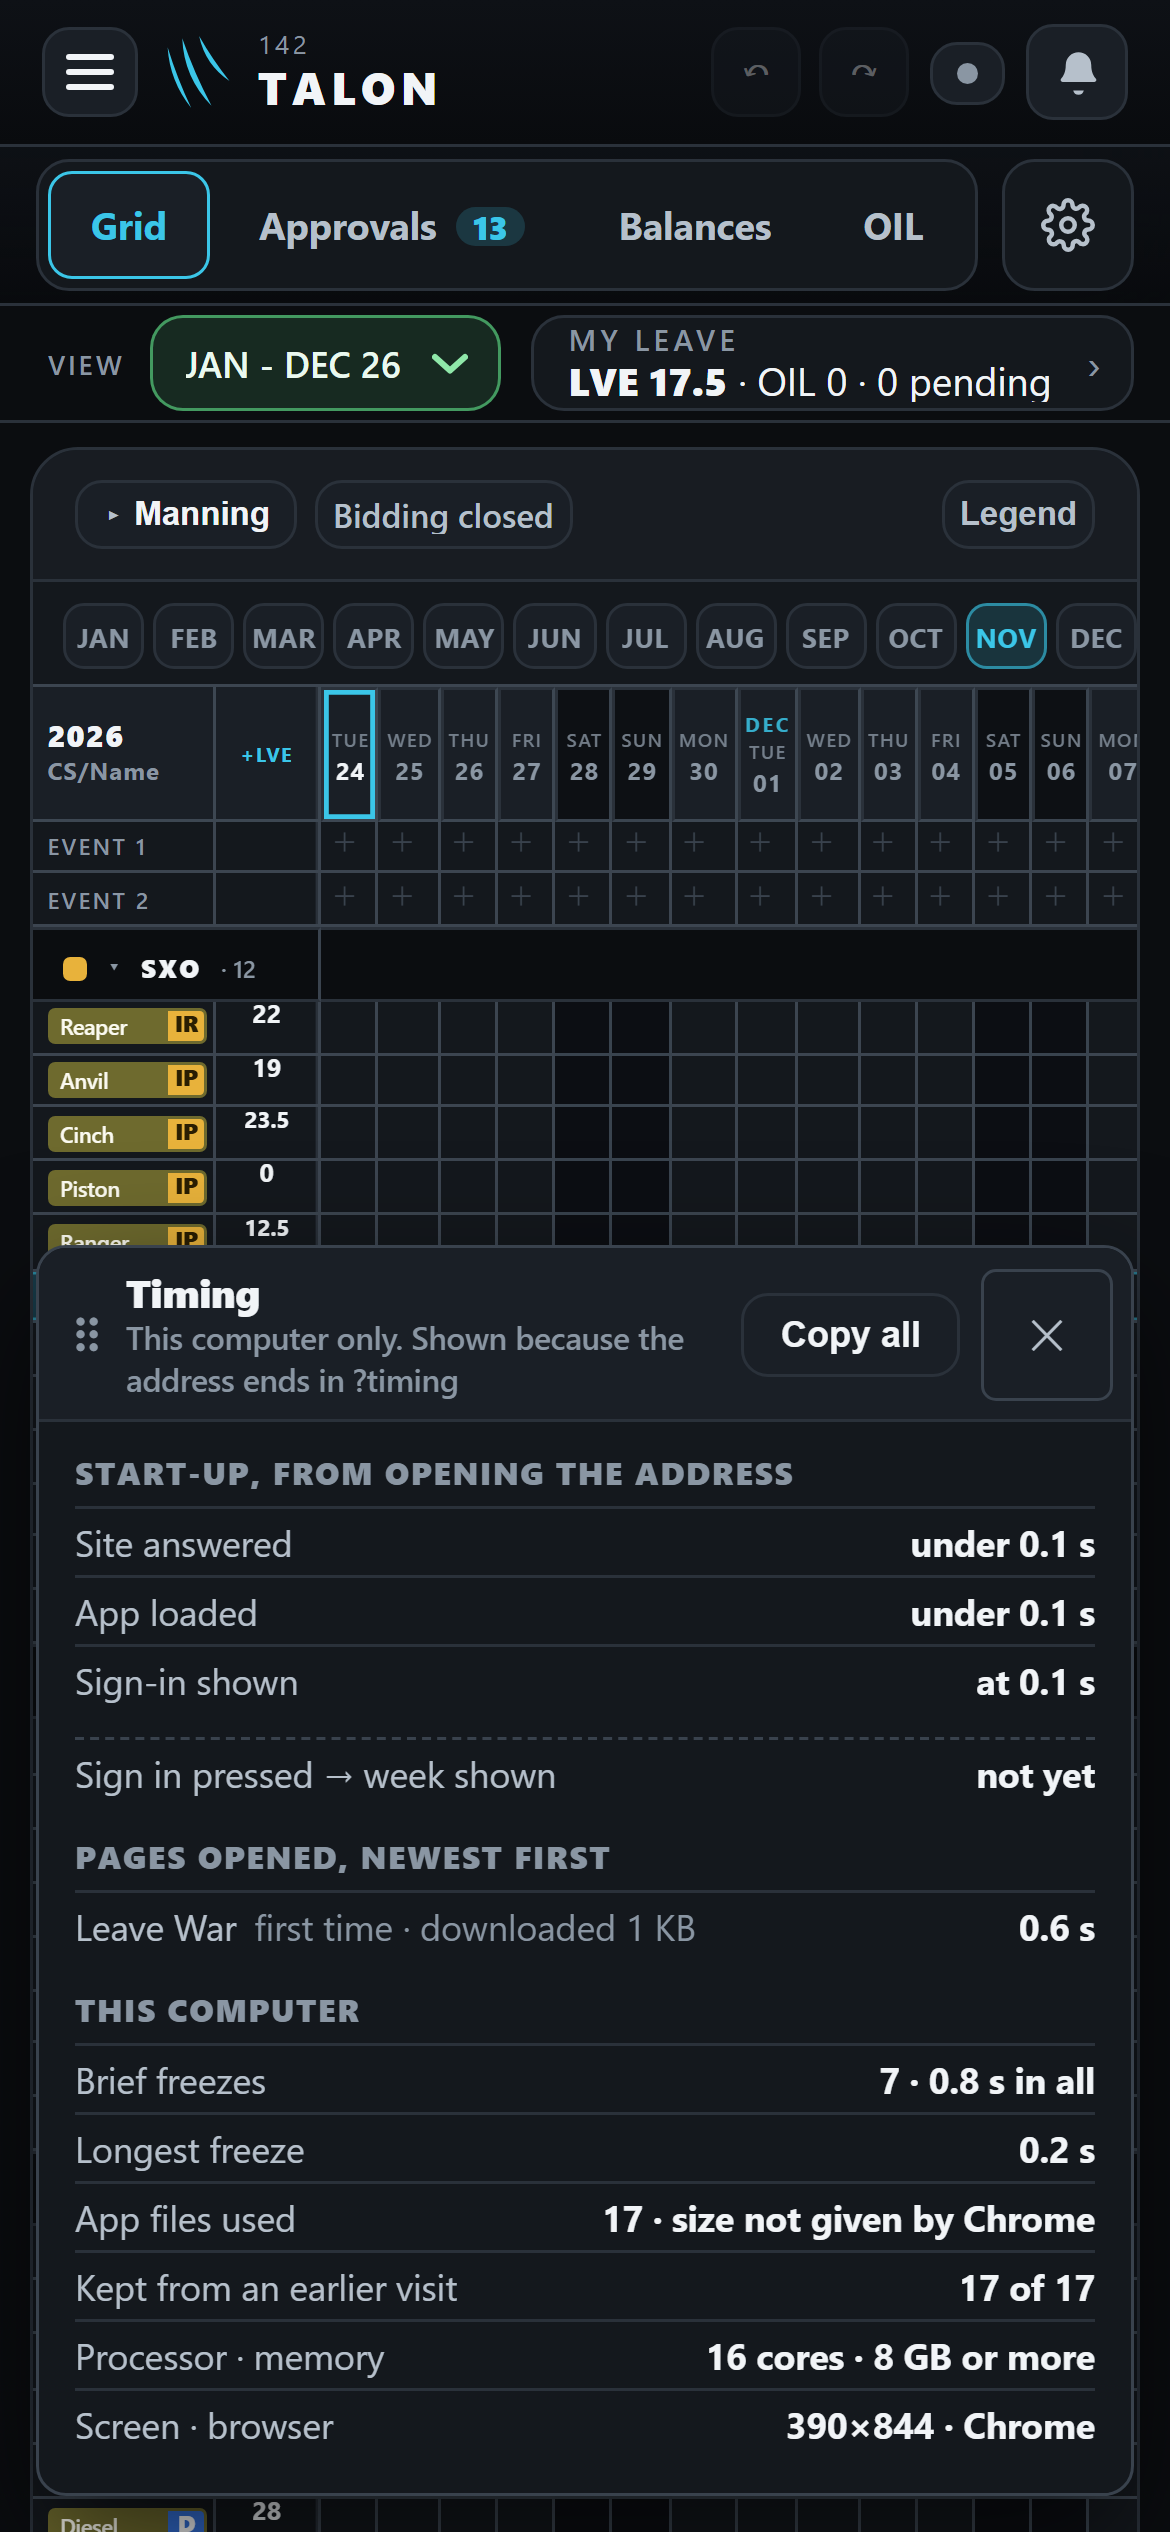 142
TALON
Grid
Approvals 13
Balances
OIL
VIEW
JAN - DEC 26
MY LEAVE
LVE 17.5 · OIL 0 · 0 pending ›
▸ Manning
Bidding closed
Legend
JAN FEB MAR APR MAY JUN JUL AUG SEP OCT NOV DEC
2026
CS/Name
+LVE
TUE 24
WED 25
THU 26
FRI 27
SAT 28
SUN 29
MON 30
DEC TUE 01
WED 02
THU 03
FRI 04
SAT 05
SUN 06
MON 07
EVENT 1 + + + + + + + + + + + + + +
EVENT 2 + + + + + + + + + + + + + +
▾ SXO · 12
Reaper IR 22
Anvil IP 19
Cinch IP 23.5
Piston IP 0
Ranger IP 12.5
Timing
This computer only. Shown because the
address ends in ?timing
Copy all
START-UP, FROM OPENING THE ADDRESS
Site answered under 0.1 s
App loaded under 0.1 s
Sign-in shown at 0.1 s
Sign in pressed → week shown not yet
PAGES OPENED, NEWEST FIRST
Leave War first time · downloaded 1 KB 0.6 s
THIS COMPUTER
Brief freezes 7 · 0.8 s in all
Longest freeze 0.2 s
App files used 17 · size not given by Chrome
Kept from an earlier visit 17 of 17
Processor · memory 16 cores · 8 GB or more
Screen · browser 390×844 · Chrome
Diesel P 28